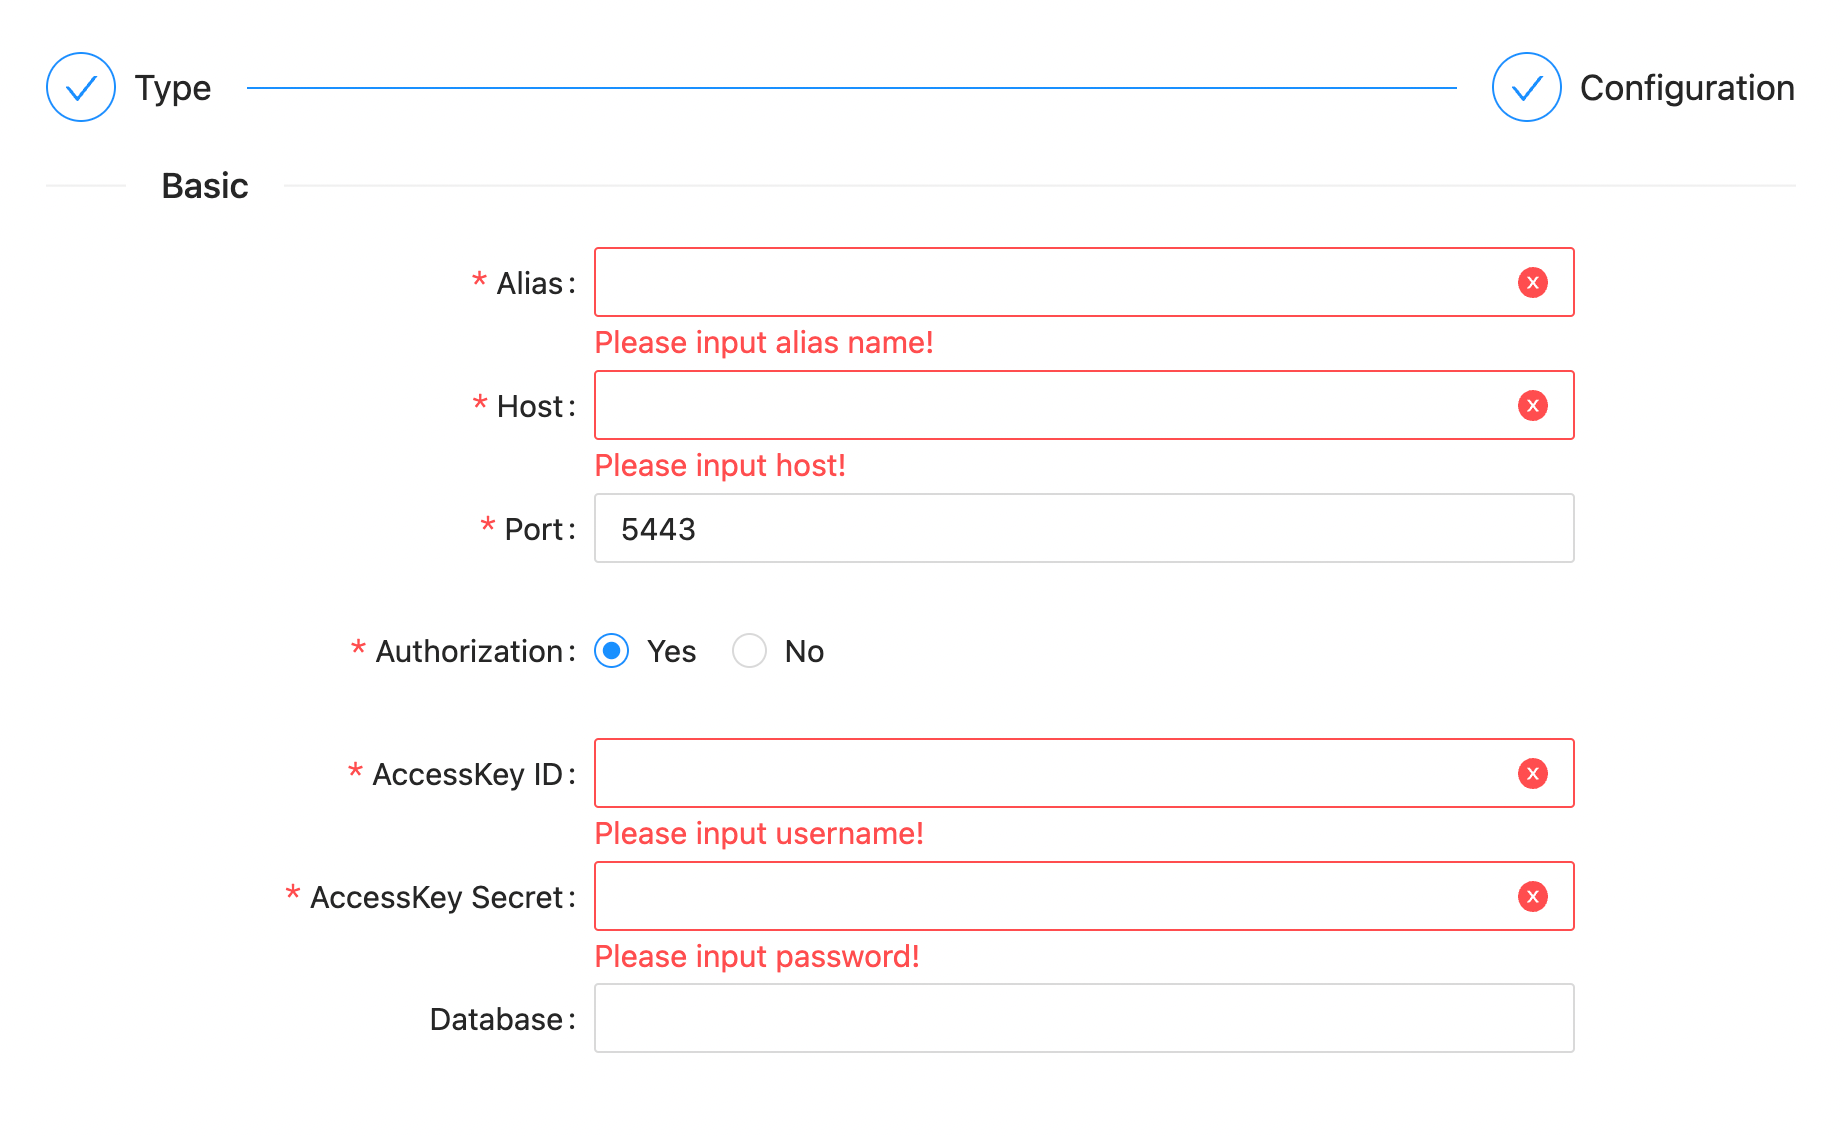 Type Configuration
Basic
* Alias:
Please input alias name!
* Host:
Please input host!
* Port: 5443
* Authorization: Yes No
* AccessKey ID:
Please input username!
* AccessKey Secret:
Please input password!
Database: